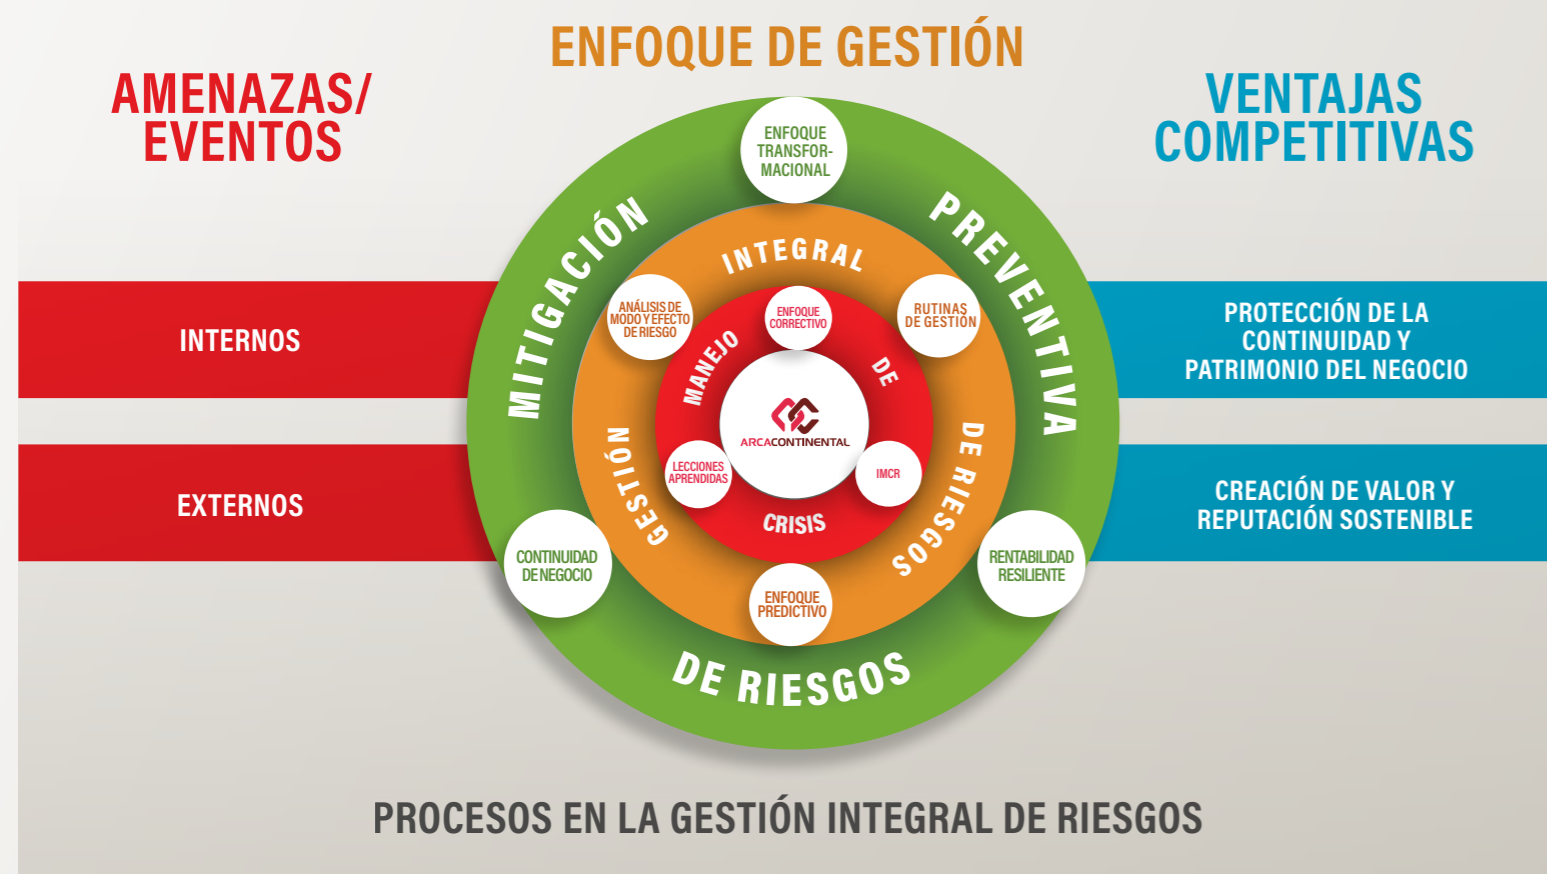 ENFOQUE DE GESTIÓN
AMENAZAS/
EVENTOS
INTERNOS
EXTERNOS
MITIGACIÓN
PREVENTIVA
DE RIESGOS
ENFOQUE
TRANSFOR-
MACIONAL
CONTINUIDAD
DE NEGOCIO
RENTABILIDAD
RESILIENTE
GESTIÓN
INTEGRAL
DE RIESGOS
ANÁLISIS DE
MODO Y EFECTO
DE RIESGO
RUTINAS
DE GESTIÓN
ENFOQUE
PREDICTIVO
MANEJO
DE
CRISIS
ENFOQUE
CORRECTIVO
LECCIONES
APRENDIDAS
IMCR
ARCACONTINENTAL
VENTAJAS
COMPETITIVAS
PROTECCIÓN DE LA
CONTINUIDAD Y
PATRIMONIO DEL NEGOCIO
CREACIÓN DE VALOR Y
REPUTACIÓN SOSTENIBLE
PROCESOS EN LA GESTIÓN INTEGRAL DE RIESGOS